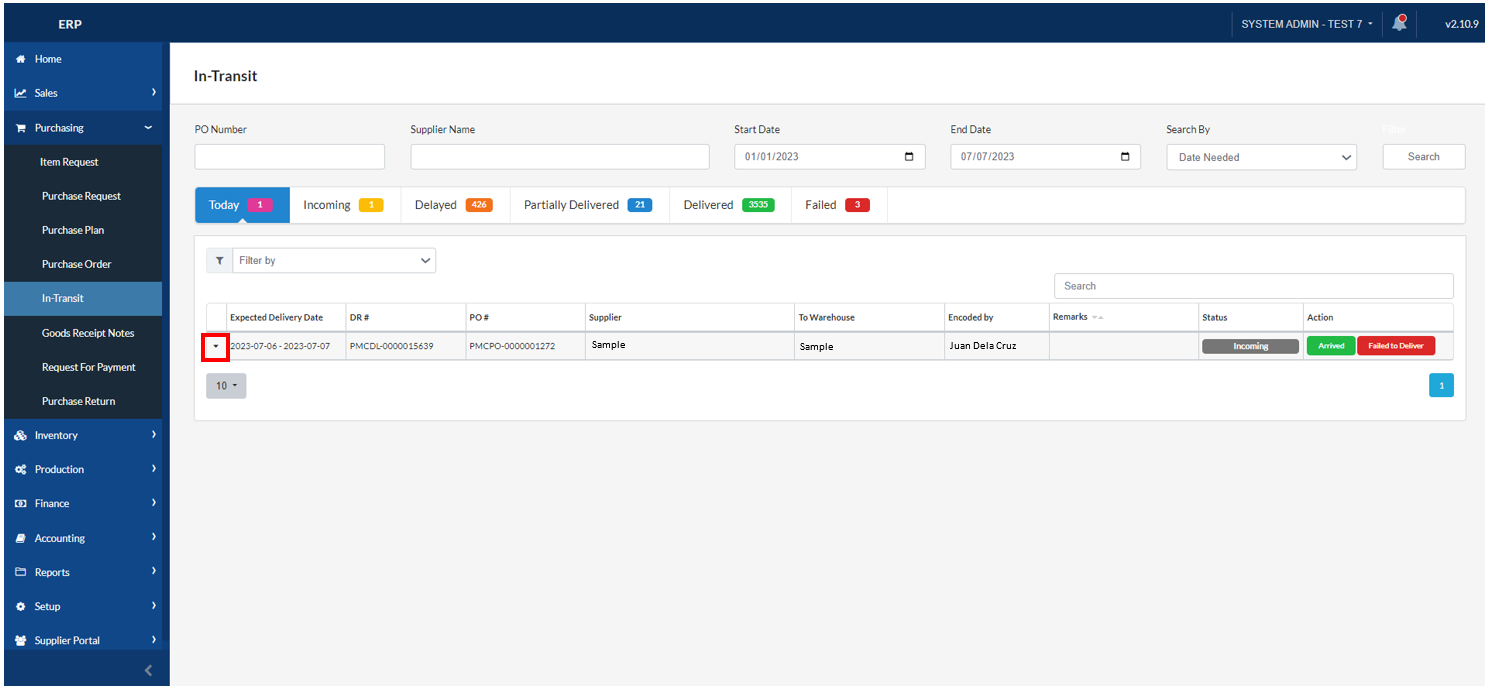 ERP
SYSTEM ADMIN - TEST 7
v2.10.9
Home
Sales
Purchasing
Item Request
Purchase Request
Purchase Plan
Purchase Order
In-Transit
Goods Receipt Notes
Request For Payment
Purchase Return
Inventory
Production
Finance
Accounting
Reports
Setup
Supplier Portal
In-Transit
PO Number Supplier Name Start Date End Date Search By Filter
01/01/2023 07/07/2023 Date Needed Search
Today 1 Incoming 1 Delayed 426 Partially Delivered 21 Delivered 3535 Failed 3
Filter by
Search
Expected Delivery Date DR # PO # Supplier To Warehouse Encoded by Remarks Status Action
2023-07-06 - 2023-07-07 PMCDL-0000015639 PMCPO-0000001272 Sample Sample Juan Dela Cruz Incoming Arrived Failed to Deliver
10 1